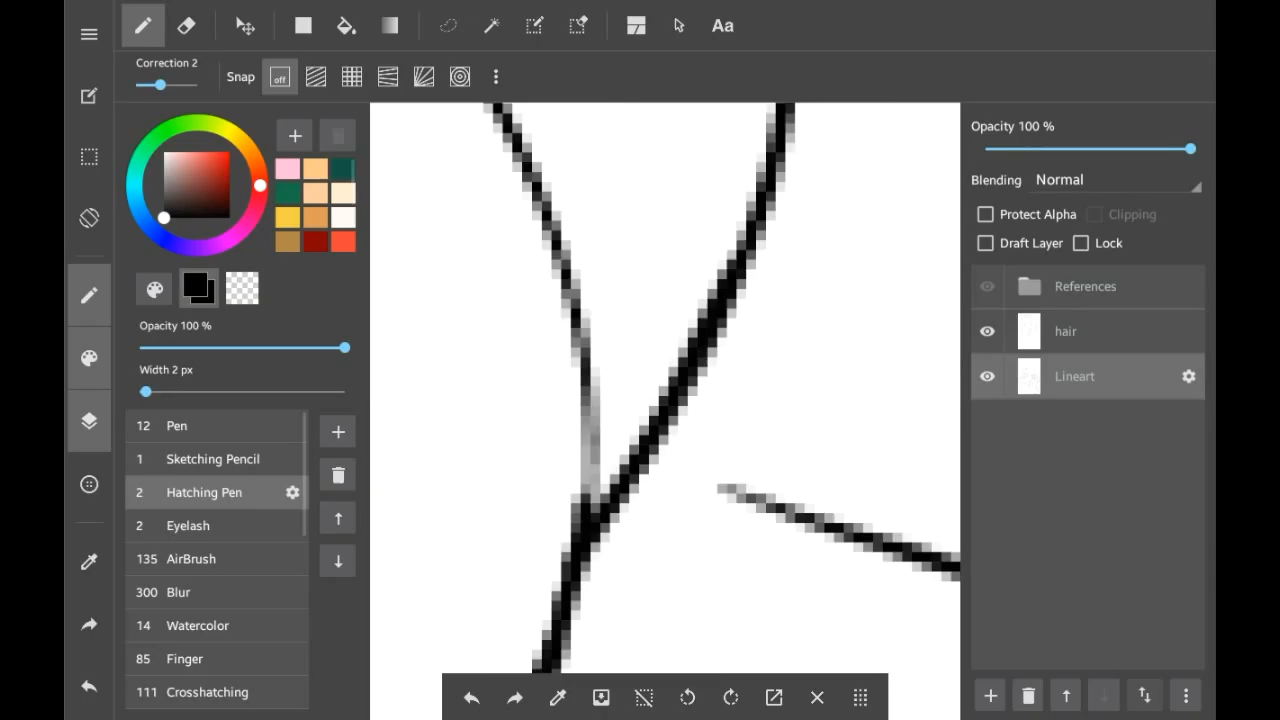 Aa
Correction 2
Snap
off
Opacity 100 %
Width 2 px
12 Pen
1 Sketching Pencil
2 Hatching Pen
2 Eyelash
135 AirBrush
300 Blur
14 Watercolor
85 Finger
111 Crosshatching
Opacity 100 %
Blending Normal
Protect Alpha Clipping
Draft Layer Lock
References
hair
Lineart